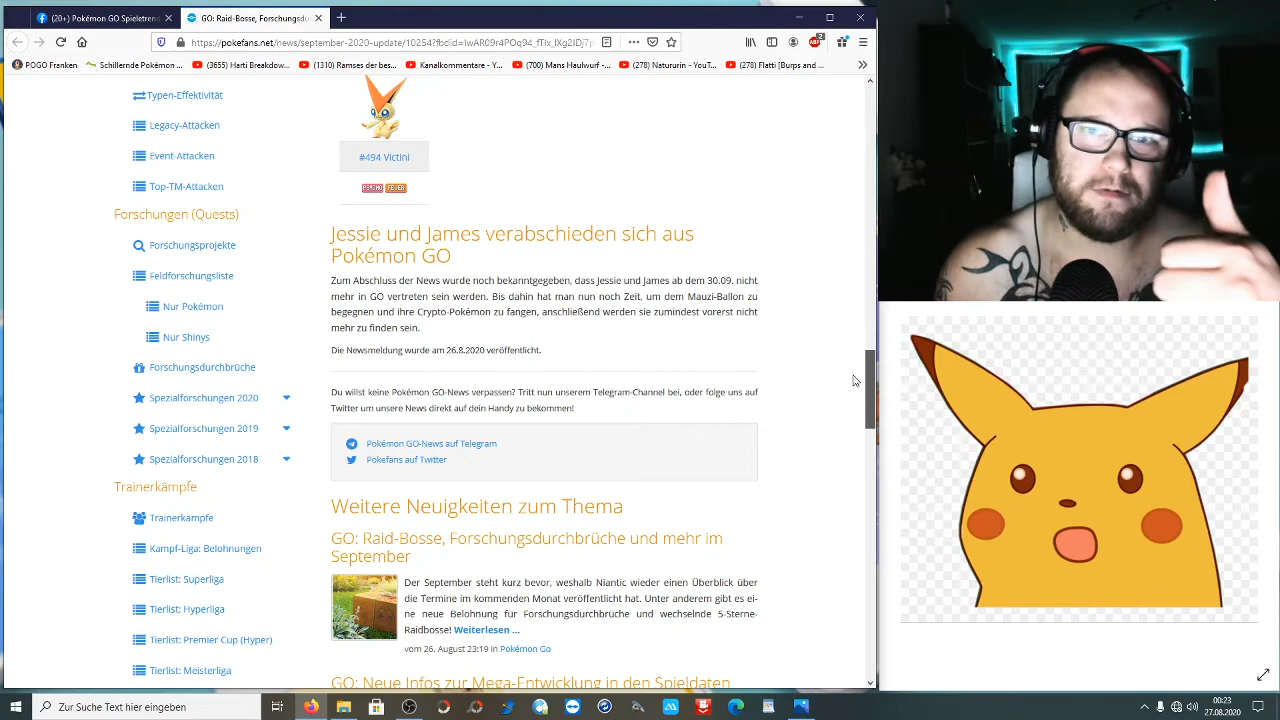 (20+) Pokémon GO Spieletrend
GO: Raid-Bosse, Forschungsdu
https://pokefans.net/news/september-2020-update/10254?fbclid=IwAR09r4POq94_fTlx_lXg2IDj7p
POGO Franken
Schillernde Pokémon ...
(3655) Harti Breakdow...
(1310) Ramses der bes...
Kanalkommentare - Y...
(700) Mans Haulwurf - ...
(278) Natururin - YouT...
(278) Flatti [Burps and ...
Typen-Effektivität
Legacy-Attacken
Event-Attacken
Top-TM-Attacken
Forschungen (Quests)
Forschungsprojekte
Feldforschungsliste
Nur Pokémon
Nur Shinys
Forschungsdurchbrüche
Spezialforschungen 2020
Spezialforschungen 2019
Spezialforschungen 2018
Trainerkämpfe
Trainerkämpfe
Kampf-Liga: Belohnungen
Tierlist: Superliga
Tierlist: Hyperliga
Tierlist: Premier Cup (Hyper)
Tierlist: Meisterliga
#494 Victini
PSYCHO FEUER
Jessie und James verabschieden sich aus
Pokémon GO
Zum Abschluss der News wurde noch bekanntgegeben, dass Jessie und James ab dem 30.09. nicht
mehr in GO vertreten sein werden. Bis dahin hat man nun noch Zeit, um dem Mauzi-Ballon zu
begegnen und ihre Crypto-Pokémon zu fangen, anschließend werden sie zumindest vorerst nicht
mehr zu finden sein.
Die Newsmeldung wurde am 26.8.2020 veröffentlicht.
Du willst keine Pokémon GO-News verpassen? Tritt nun unserem Telegram-Channel bei, oder folge uns auf
Twitter um unsere News direkt auf dein Handy zu bekommen!
Pokémon GO-News auf Telegram
Pokefans auf Twitter
Weitere Neuigkeiten zum Thema
GO: Raid-Bosse, Forschungsdurchbrüche und mehr im
September
Der September steht kurz bevor, weshalb Niantic wieder einen Überblick über
die Termine im kommenden Monat veröffentlicht hat. Unter anderem gibt es ei-
ne neue Belohnung für Forschungsdurchbrüche und wechselnde 5-Sterne-
Raidbosse! Weiterlesen ...
vom 26. August 23:19 in Pokémon Go
GO: Neue Infos zur Mega-Entwicklung in den Spieldaten
Zur Suche Text hier eingeben
00:23
27.08.2020